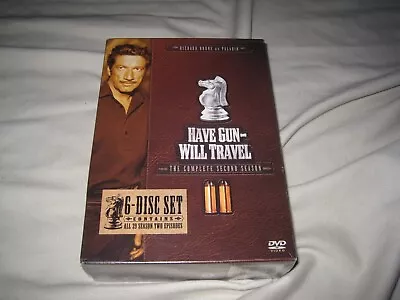 RICHARD BOONE AS PALADIN
HAVE GUN-
WILL TRAVEL
THE COMPLETE SECOND SEASON
6-DISC SET
CONTAINS
ALL 39 SEASON TWO EPISODES
DVD
VIDEO